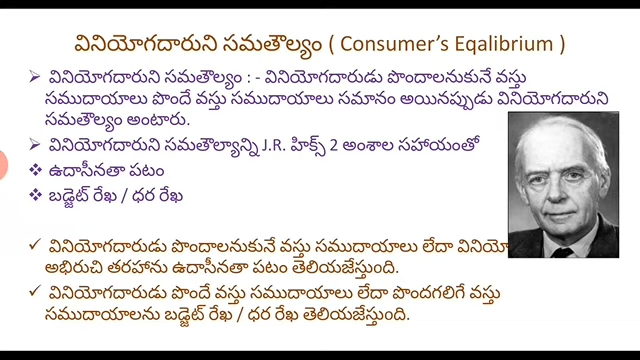 వినియోగదారుని సమతౌల్యం ( Consumer’s Eqalibrium )
వినియోగదారుని సమతౌల్యం : - వినియోగదారుడు పొందాలనుకునే వస్తు
సముదాయాలు పొందే వస్తు సముదాయాలు సమానం అయినప్పుడు వినియోగదారుని
సమతౌల్యం అంటారు.
వినియోగదారుని సమతౌల్యాన్ని J.R. హిక్స్ 2 అంశాల సహాయంతో
ఉదాసీనతా పటం
బడ్జెట్ రేఖ / ధర రేఖ
వినియోగదారుడు పొందాలనుకునే వస్తు సముదాయాలు లేదా
అభిరుచి తరహాను ఉదాసీనతా పటం తెలియజేస్తుంది.
వినియోగదారుడు పొందే వస్తు సముదాయాలు లేదా పొందగలిగే వస్తు
సముదాయాలను బడ్జెట్ రేఖ / ధర రేఖ తెలియజేస్తుంది.